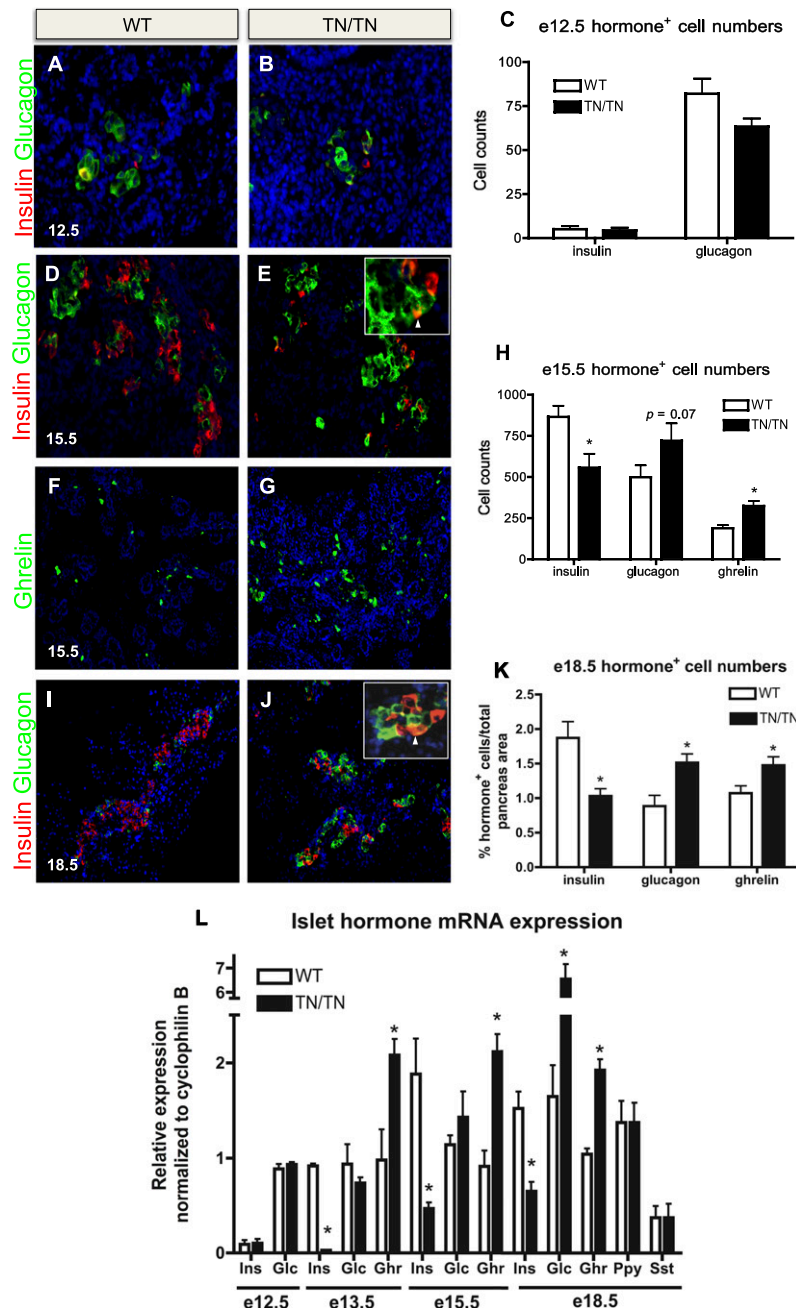 WT
TN/TN
Insulin Glucagon
A
12.5
B
C
e12.5 hormone+ cell numbers
Cell counts
100
75
50
25
0
WT
TN/TN
insulin
glucagon
Insulin Glucagon
D
15.5
E
H
e15.5 hormone+ cell numbers
Cell counts
1000
750
500
250
0
*
p = 0.07
*
WT
TN/TN
insulin
glucagon
ghrelin
Ghrelin
F
15.5
G
Insulin Glucagon
I
18.5
J
K
e18.5 hormone+ cell numbers
% hormone+ cells/total
pancreas area
2.5
2.0
1.5
1.0
0.5
0.0
WT
TN/TN
*
*
*
insulin
glucagon
ghrelin
L
Islet hormone mRNA expression
Relative expression
normalized to cyclophilin B
7
6
2
1
0
WT
TN/TN
*
*
*
*
*
*
*
Ins Glc Ins Glc Ghr Ins Glc Ghr Ins Glc Ghr Ppy Sst
e12.5 e13.5 e15.5 e18.5